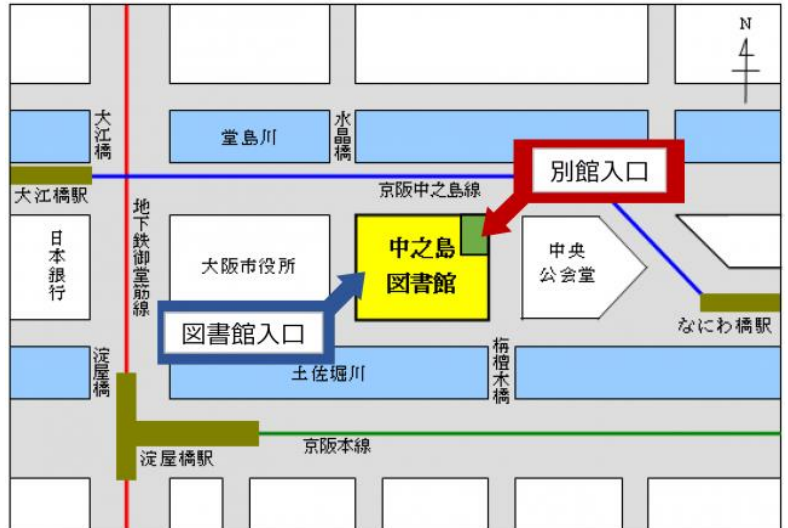 N
大江橋
堂島川
水晶橋
別館入口
大江橋駅
京阪中之島線
地下鉄御堂筋線
日本銀行
大阪市役所
中之島
図書館
中央
公会堂
図書館入口
なにわ橋駅
淀屋橋
土佐堀川
栴檀木橋
京阪本線
淀屋橋駅